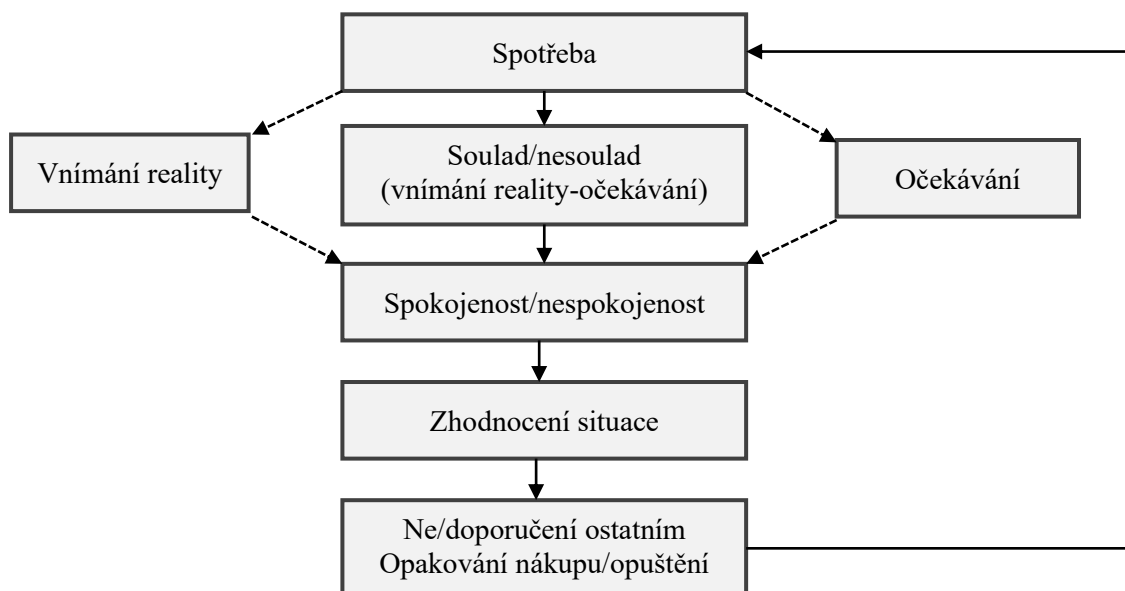 Spotřeba
Vnímání reality
Soulad/nesoulad
(vnímání reality-očekávání)
Očekávání
Spokojenost/nespokojenost
Zhodnocení situace
Ne/doporučení ostatním
Opakování nákupu/opuštění